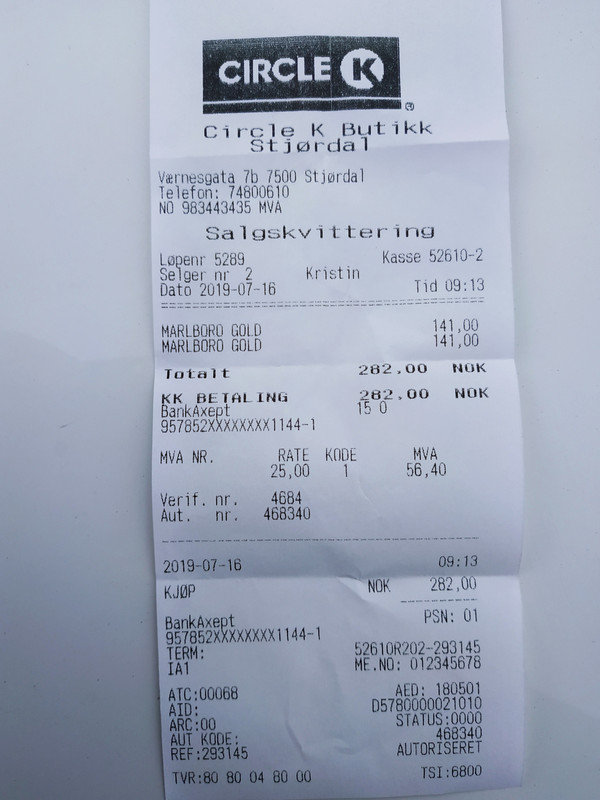 CIRCLE K
®
Circle K Butikk
Stjørdal
Værnesgata 7b 7500 Stjørdal
Telefon: 74800610
NO 983443435 MVA
Salgskvittering
Løpenr 5289 Kasse 52610-2
Selger nr 2 Kristin
Dato 2019-07-16 Tid 09:13
MARLBORO GOLD 141,00
MARLBORO GOLD 141,00
Totalt 282,00 NOK
KK BETALING 282,00 NOK
BankAxept 15 0
957852XXXXXXXX1144-1
MVA NR. RATE KODE MVA
25,00 1 56,40
Verif. nr. 4684
Aut. nr. 468340
2019-07-16 09:13
KJØP NOK 282,00
BankAxept PSN: 01
957852XXXXXXXX1144-1
TERM: 52610R202-293145
IA1 ME.NO: 012345678
ATC:00068 AED: 180501
AID: D5780000021010
ARC:00 STATUS:0000
AUT KODE: 468340
REF:293145 AUTORISERET
TVR:80 80 04 80 00 TSI:6800